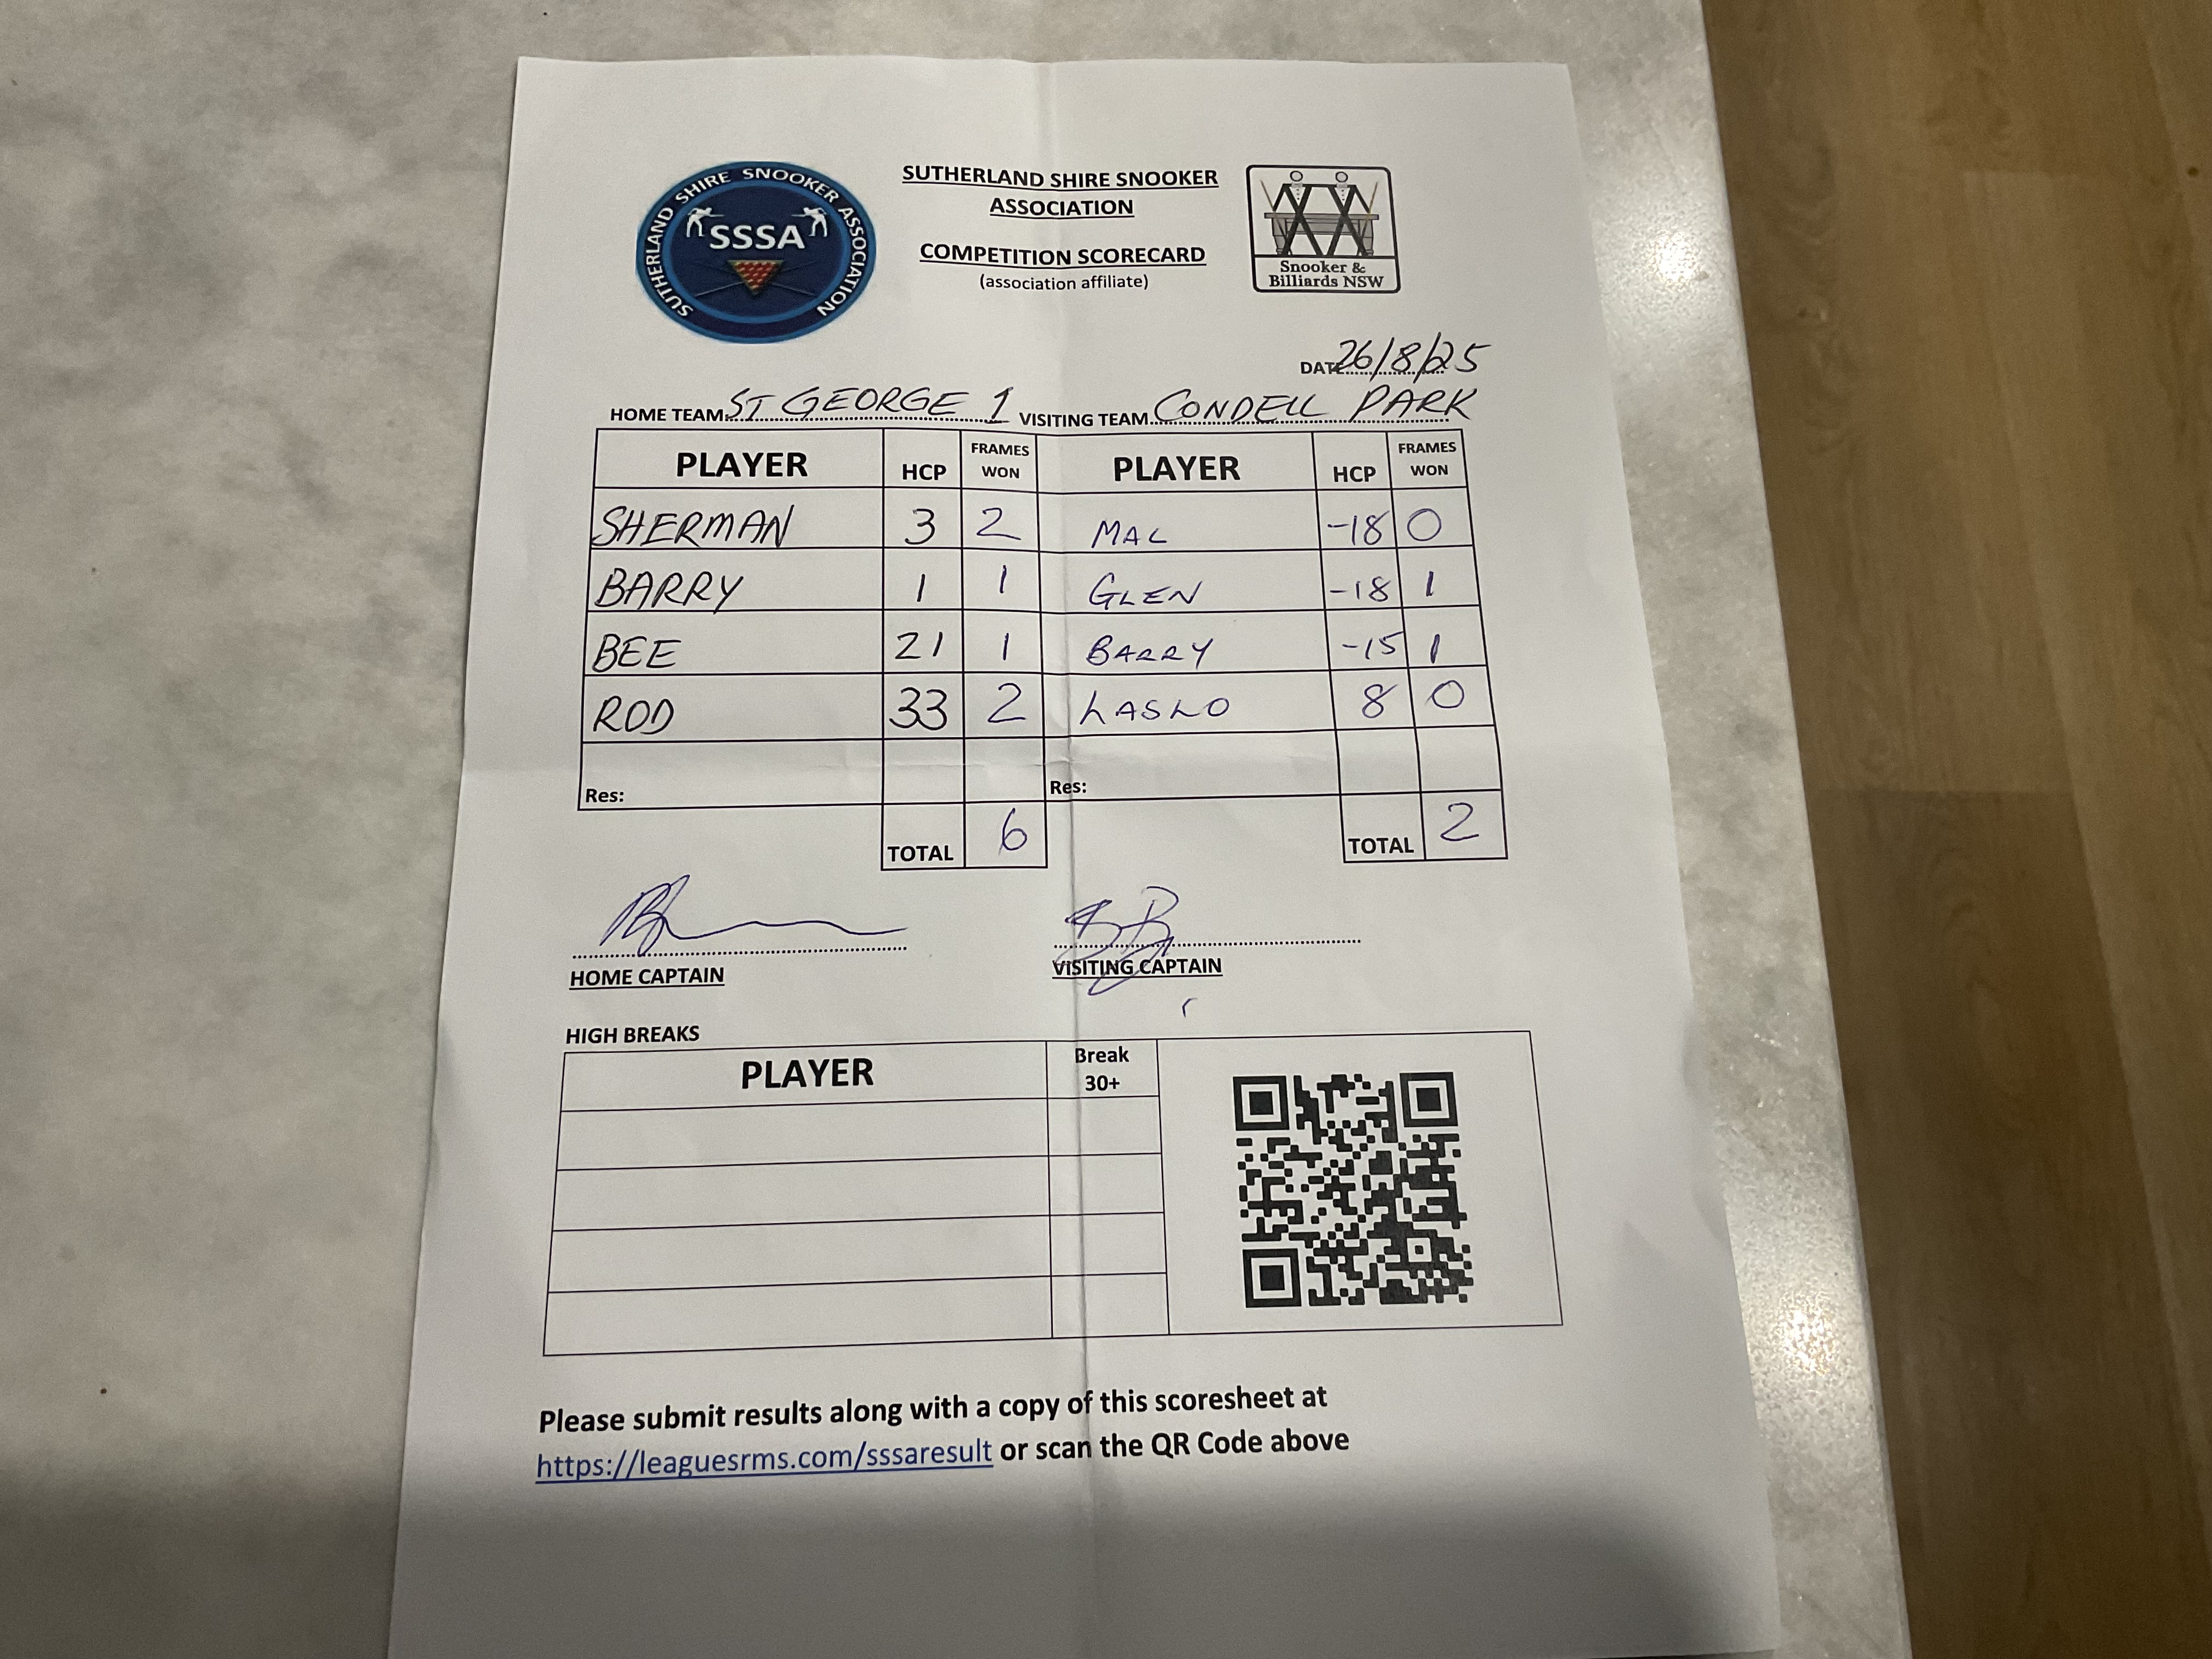 SUTHERLAND SHIRE SNOOKER ASSOCIATION
SSSA
SUTHERLAND SHIRE SNOOKER
ASSOCIATION
COMPETITION SCORECARD
(association affiliate)
Snooker &
Billiards NSW
DATE 26/8/25
HOME TEAM ST GEORGE 1 VISITING TEAM CONDELL PARK
PLAYER HCP FRAMES WON PLAYER HCP FRAMES WON
SHERMAN 3 2 MAC -18 0
BARRY 1 1 GLEN -18 1
BEE 21 1 BARRY -15 1
ROD 33 2 LASLO 8 0
Res: Res:
TOTAL 6 TOTAL 2
HOME CAPTAIN VISITING CAPTAIN
HIGH BREAKS
PLAYER Break 30+
Please submit results along with a copy of this scoresheet at
https://leaguesrms.com/sssaresult or scan the QR Code above